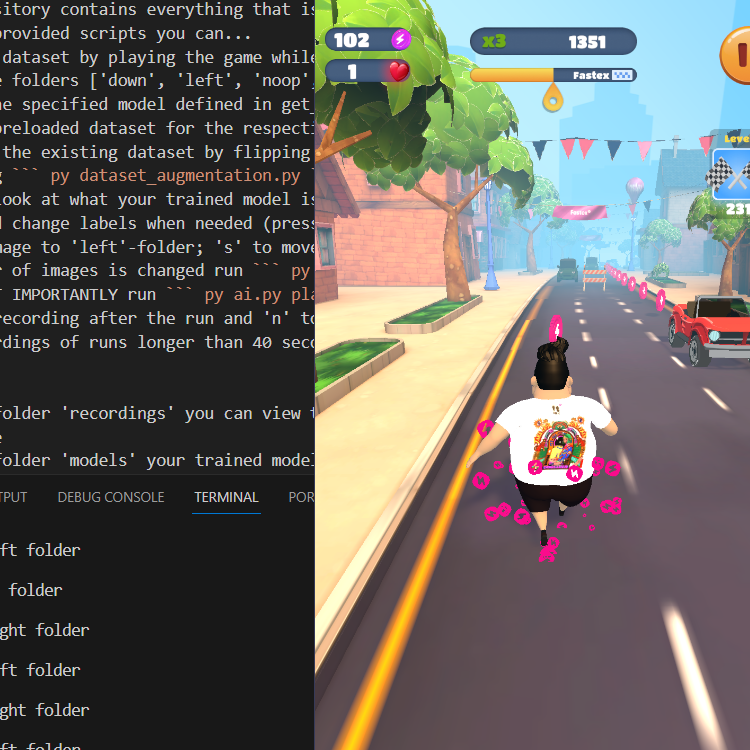 sitory contains everything that is
provided scripts you can...
dataset by playing the game while
e folders ['down', 'left', 'noop'
he specified model defined in get_
preloaded dataset for the respecti
the existing dataset by flipping
g ``` py dataset_augmentation.py `
look at what your trained model is
d change labels when needed (press
mage to 'left'-folder; 's' to move
r of images is changed run ``` py
T IMPORTANTLY run ``` py ai.py pla
recording after the run and 'n' to
rdings of runs longer than 40 seco
folder 'recordings' you can view t
e
folder 'models' your trained model
TPUT DEBUG CONSOLE TERMINAL POR
ft folder
folder
ght folder
ft folder
ght folder
ft folder
102
1
x3 1351
Fastex
Leve
231